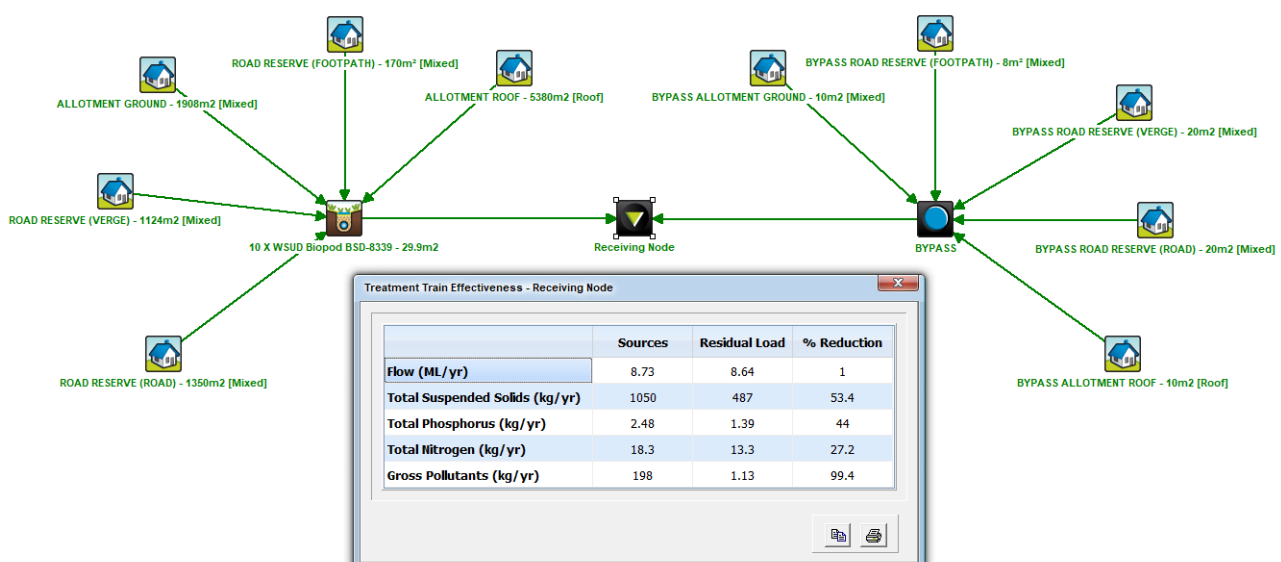 ROAD RESERVE (FOOTPATH) - 170m² [Mixed]
BYPASS ROAD RESERVE (FOOTPATH) - 8m² [Mixed]
ALLOTMENT GROUND - 1908m2 [Mixed]
ALLOTMENT ROOF - 5380m2 [Roof]
BYPASS ALLOTMENT GROUND - 10m2 [Mixed]
BYPASS ROAD RESERVE (VERGE) - 20m2 [Mixed]
ROAD RESERVE (VERGE) - 1124m2 [Mixed]
10 X WSUD Biopod BSD-8339 - 29.9m2
Receiving Node
BYPASS
BYPASS ROAD RESERVE (ROAD) - 20m2 [Mixed]
ROAD RESERVE (ROAD) - 1350m2 [Mixed]
BYPASS ALLOTMENT ROOF - 10m2 [Roof]
Treatment Train Effectiveness - Receiving Node
Sources Residual Load % Reduction
Flow (ML/yr) 8.73 8.64 1
Total Suspended Solids (kg/yr) 1050 487 53.4
Total Phosphorus (kg/yr) 2.48 1.39 44
Total Nitrogen (kg/yr) 18.3 13.3 27.2
Gross Pollutants (kg/yr) 198 1.13 99.4